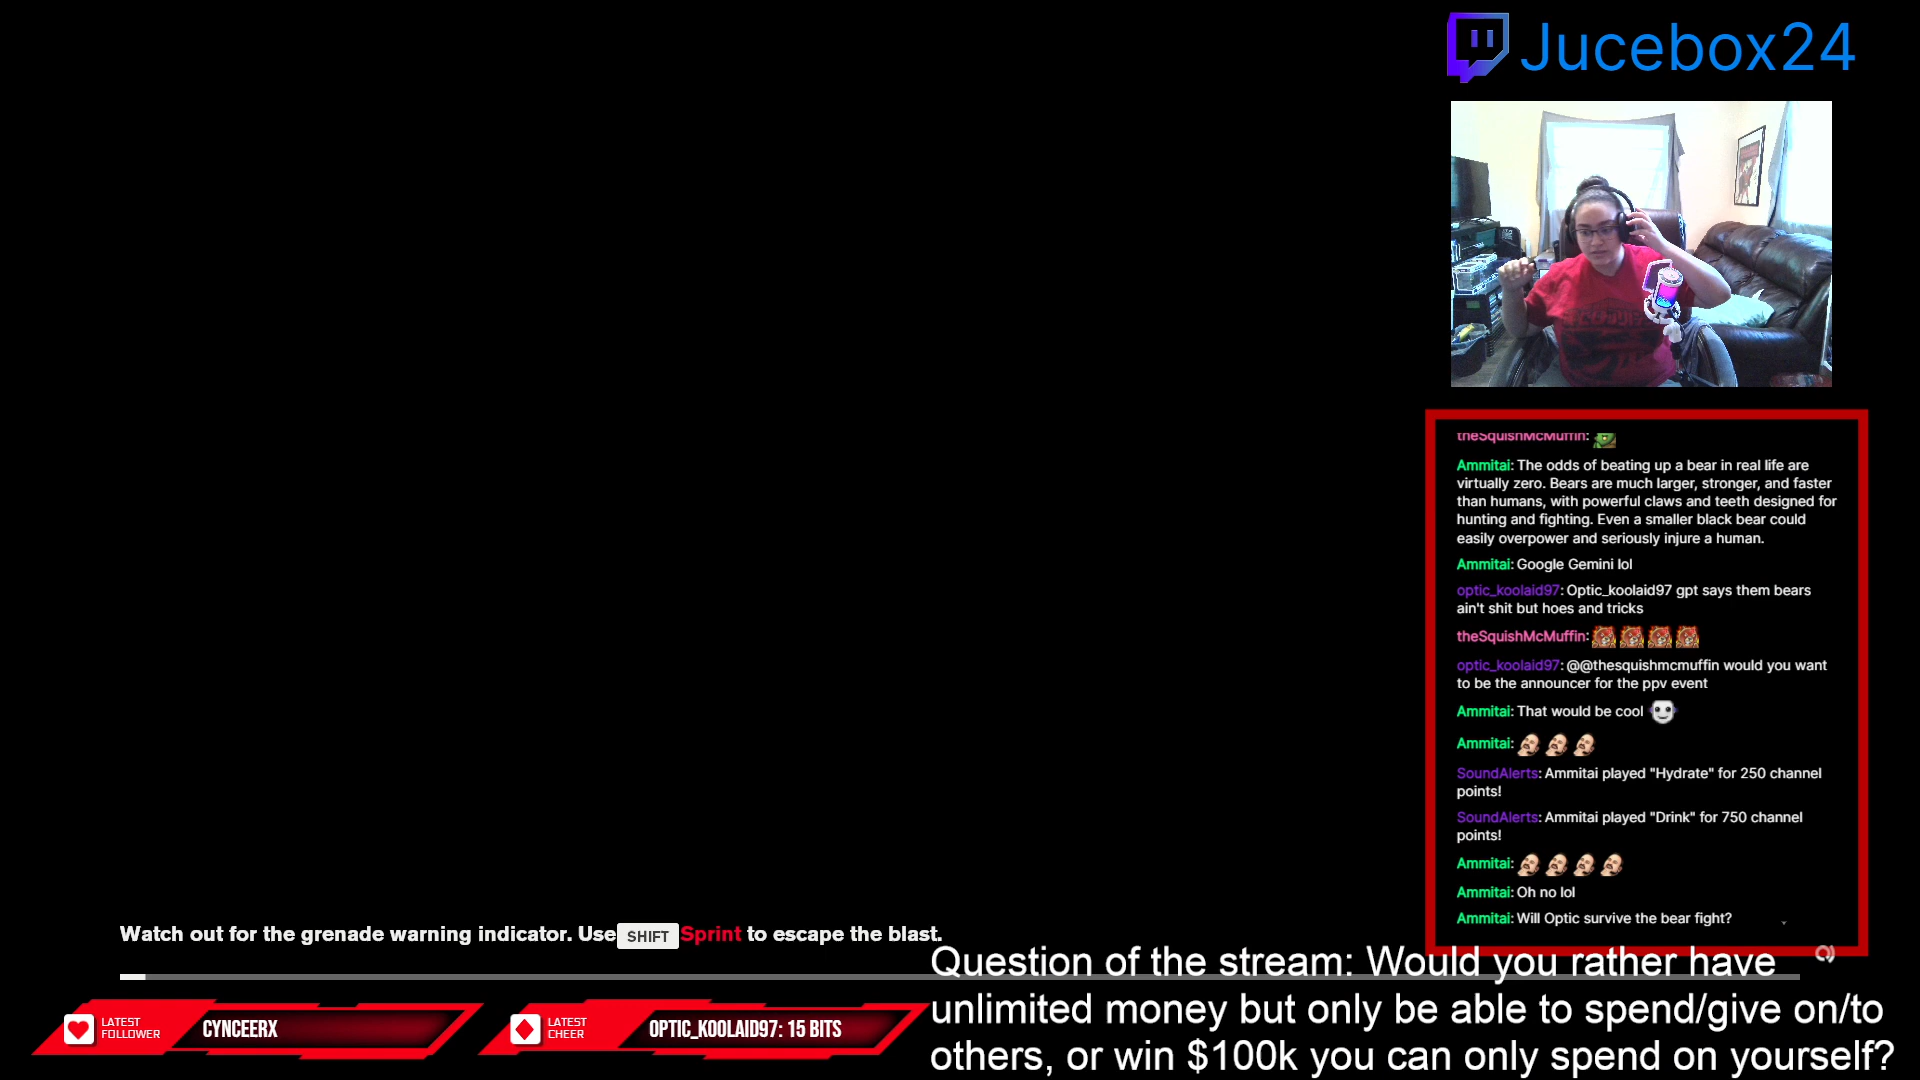 Jucebox24
theSquishMcMuffin:
Ammitai: The odds of beating up a bear in real life are
virtually zero. Bears are much larger, stronger, and faster
than humans, with powerful claws and teeth designed for
hunting and fighting. Even a smaller black bear could
easily overpower and seriously injure a human.
Ammitai: Google Gemini lol
optic_koolaid97: Optic_koolaid97 gpt says them bears
ain't shit but hoes and tricks
theSquishMcMuffin:
optic_koolaid97: @@thesquishmcmuffin would you want
to be the announcer for the ppv event
Ammitai: That would be cool
Ammitai:
SoundAlerts: Ammitai played "Hydrate" for 250 channel
points!
SoundAlerts: Ammitai played "Drink" for 750 channel
points!
Ammitai:
Ammitai: Oh no lol
Ammitai: Will Optic survive the bear fight?
Watch out for the grenade warning indicator. Use SHIFT Sprint to escape the blast.
Question of the stream: Would you rather have
unlimited money but only be able to spend/give on/to
others, or win $100k you can only spend on yourself?
LATEST
FOLLOWER
CYNCEERX
LATEST
CHEER
OPTIC_KOOLAID97: 15 BITS